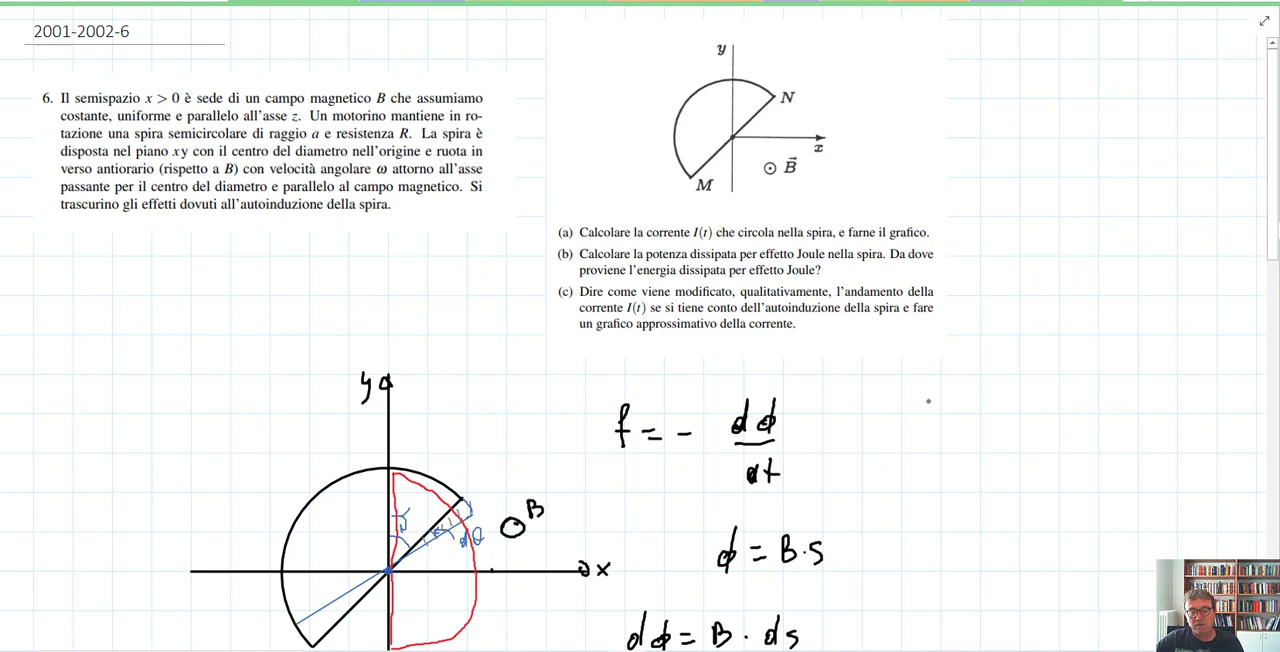 2001-2002-6
6. Il semispazio x > 0 è sede di un campo magnetico B che assumiamo
costante, uniforme e parallelo all'asse z. Un motorino mantiene in ro-
tazione una spira semicircolare di raggio a e resistenza R. La spira è
disposta nel piano xy con il centro del diametro nell'origine e ruota in
verso antiorario (rispetto a B) con velocità angolare ω attorno all'asse
passante per il centro del diametro e parallelo al campo magnetico. Si
trascurino gli effetti dovuti all'autoinduzione della spira.
y
N
x
⊙ B⃗
M
(a) Calcolare la corrente I(t) che circola nella spira, e farne il grafico.
(b) Calcolare la potenza dissipata per effetto Joule nella spira. Da dove
proviene l'energia dissipata per effetto Joule?
(c) Dire come viene modificato, qualitativamente, l'andamento della
corrente I(t) se si tiene conto dell'autoinduzione della spira e fare
un grafico approssimativo della corrente.
y
B
x
f = - dϕ/dt
ϕ = B·S
dϕ = B · ds